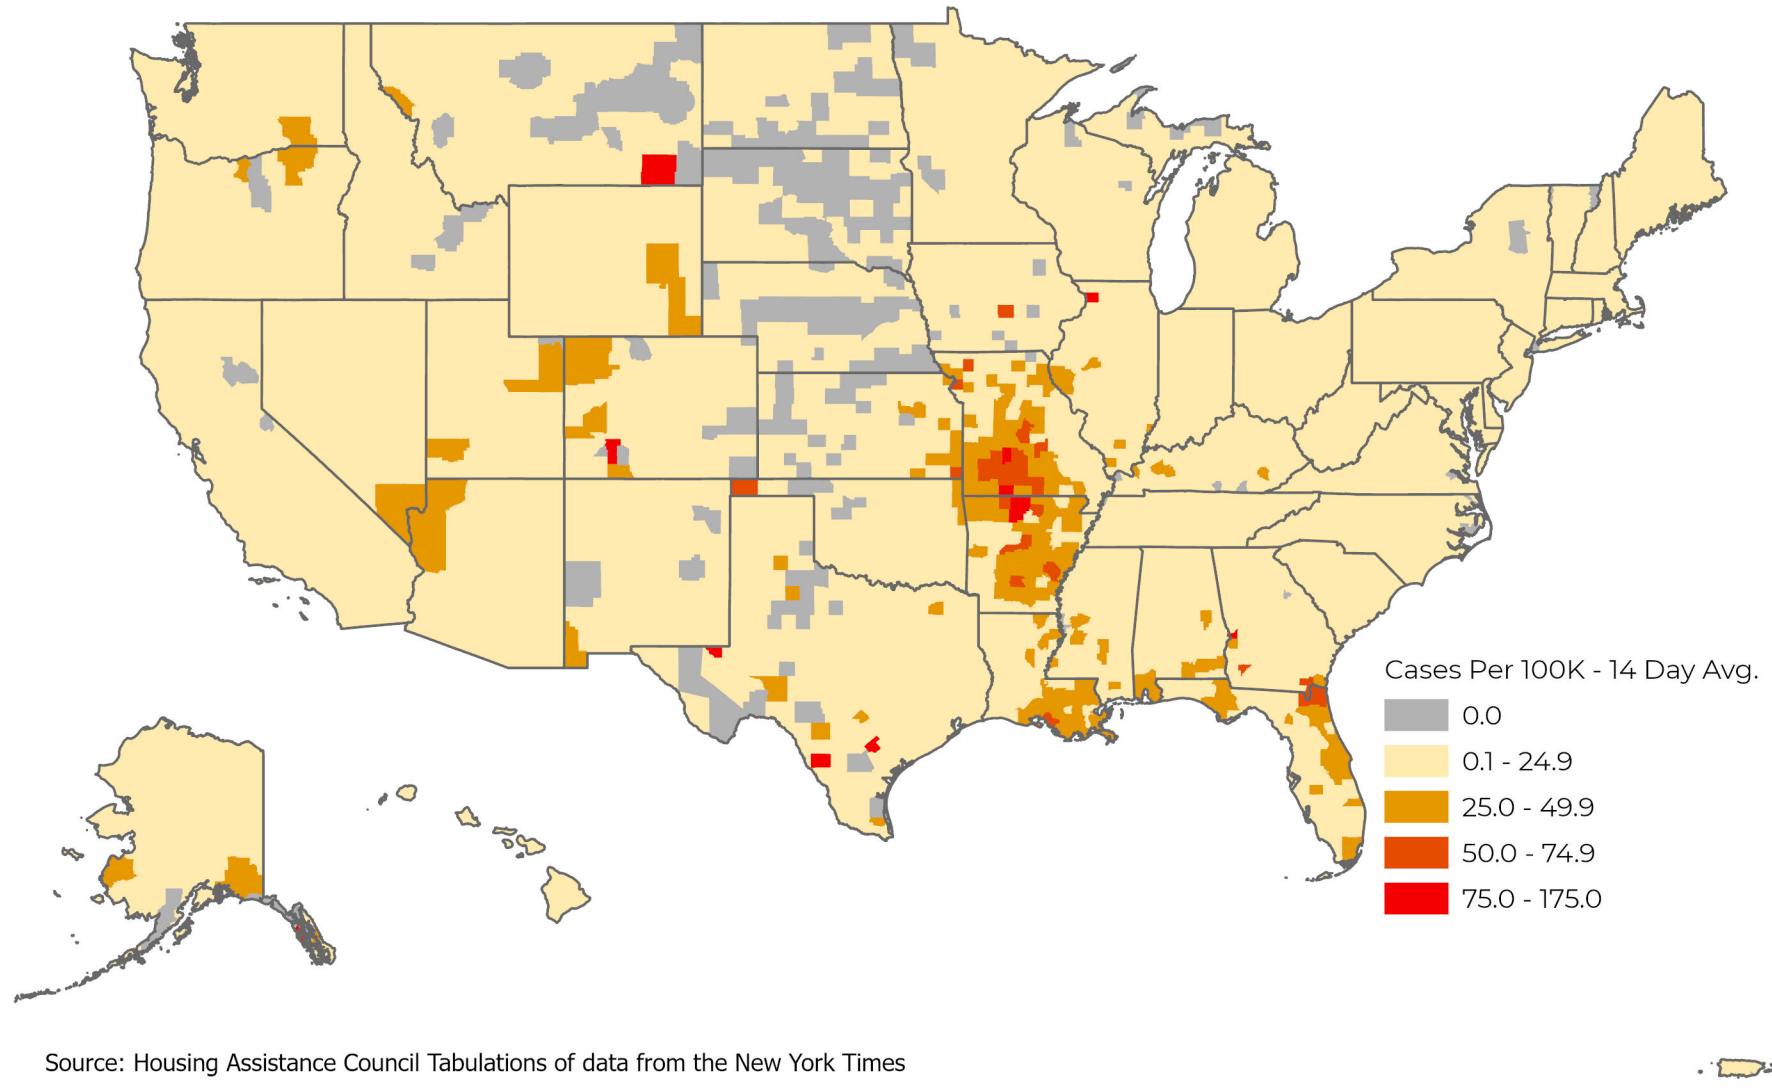 Cases Per 100K - 14 Day Avg.
0.0
0.1 - 24.9
25.0 - 49.9
50.0 - 74.9
75.0 - 175.0
Source: Housing Assistance Council Tabulations of data from the New York Times